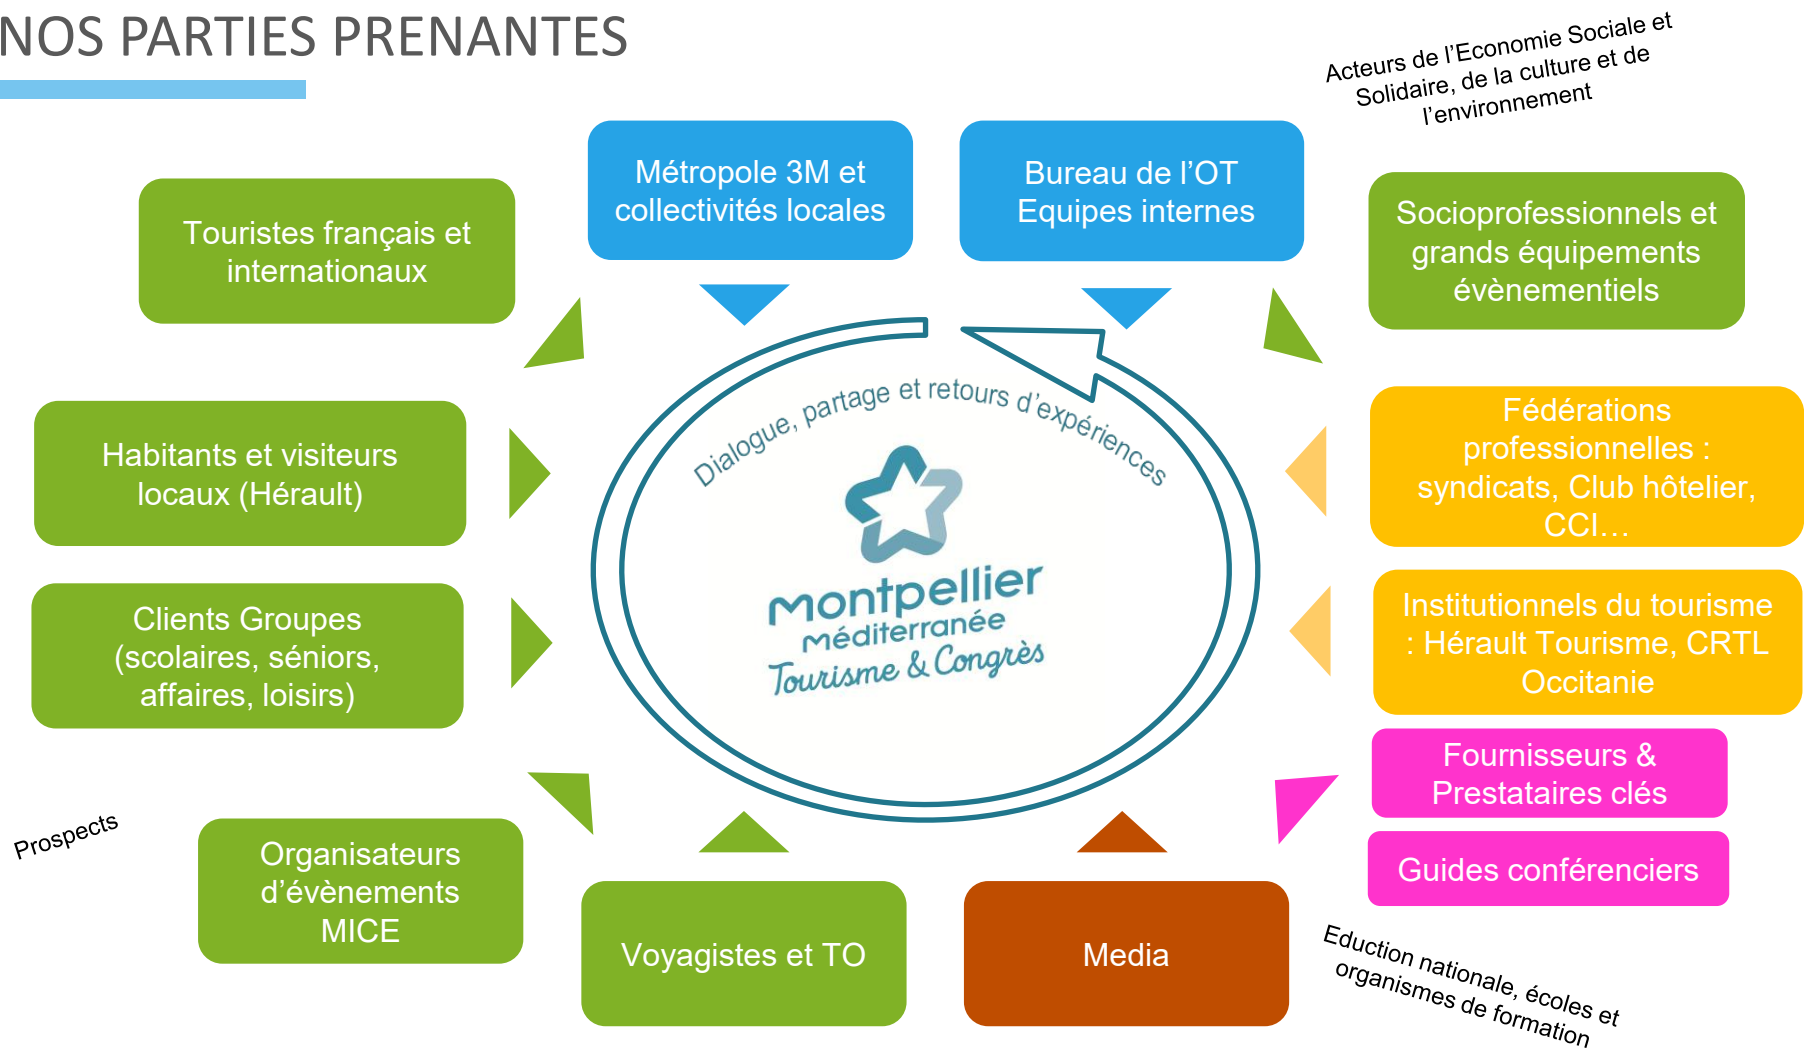 NOS PARTIES PRENANTES
Acteurs de l’Economie Sociale et
Solidaire, de la culture et de
l’environnement
Métropole 3M et
collectivités locales
Bureau de l’OT
Equipes internes
Touristes français et
internationaux
Socioprofessionnels et
grands équipements
évènementiels
Dialogue, partage et retours d’expériences
Habitants et visiteurs
locaux (Hérault)
Fédérations
professionnelles :
syndicats, Club hôtelier,
CCI…
montpellier
méditerranée
Tourisme & Congrès
Clients Groupes
(scolaires, séniors,
affaires, loisirs)
Institutionnels du tourisme
: Hérault Tourisme, CRTL
Occitanie
Fournisseurs &
Prestataires clés
Prospects
Organisateurs
d’évènements
MICE
Guides conférenciers
Voyagistes et TO
Media
Eduction nationale, écoles et
organismes de formation